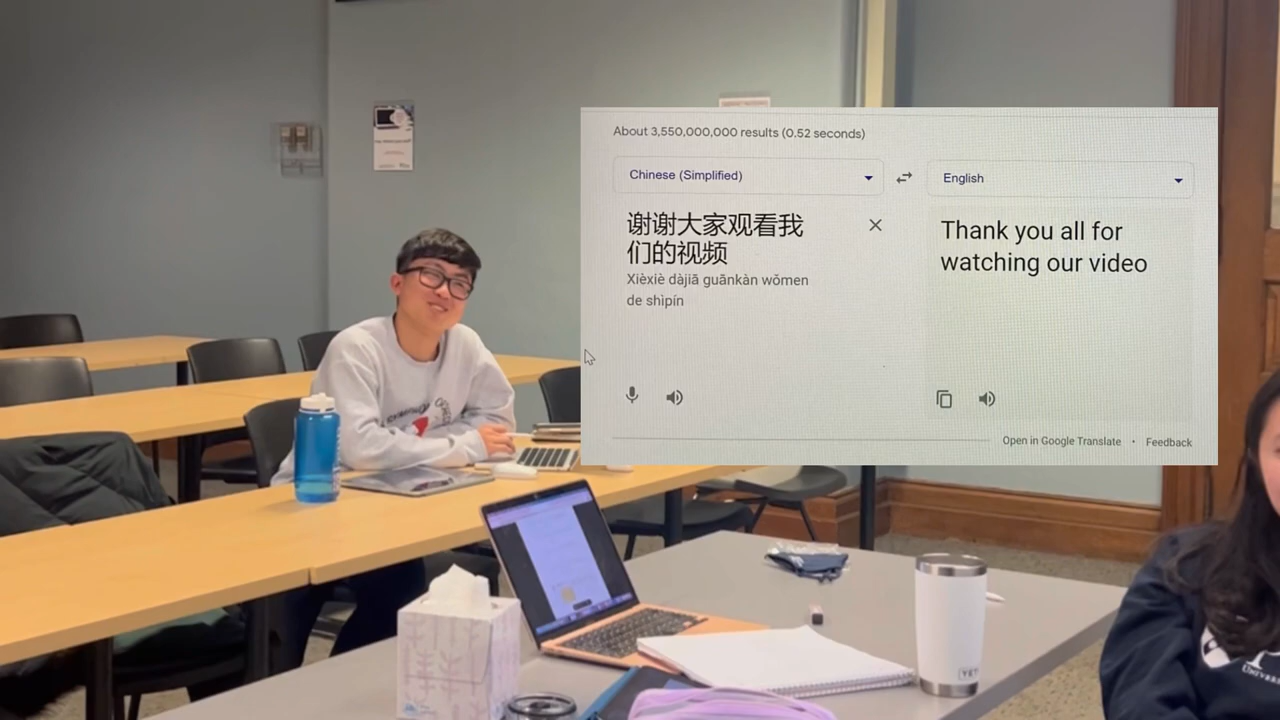 About 3,550,000,000 results (0.52 seconds)
Chinese (Simplified)
English
谢谢大家观看我
们的视频
Xièxiè dàjiā guānkàn wǒmen
de shìpín
Thank you all for
watching our video
Open in Google Translate • Feedback
YETI